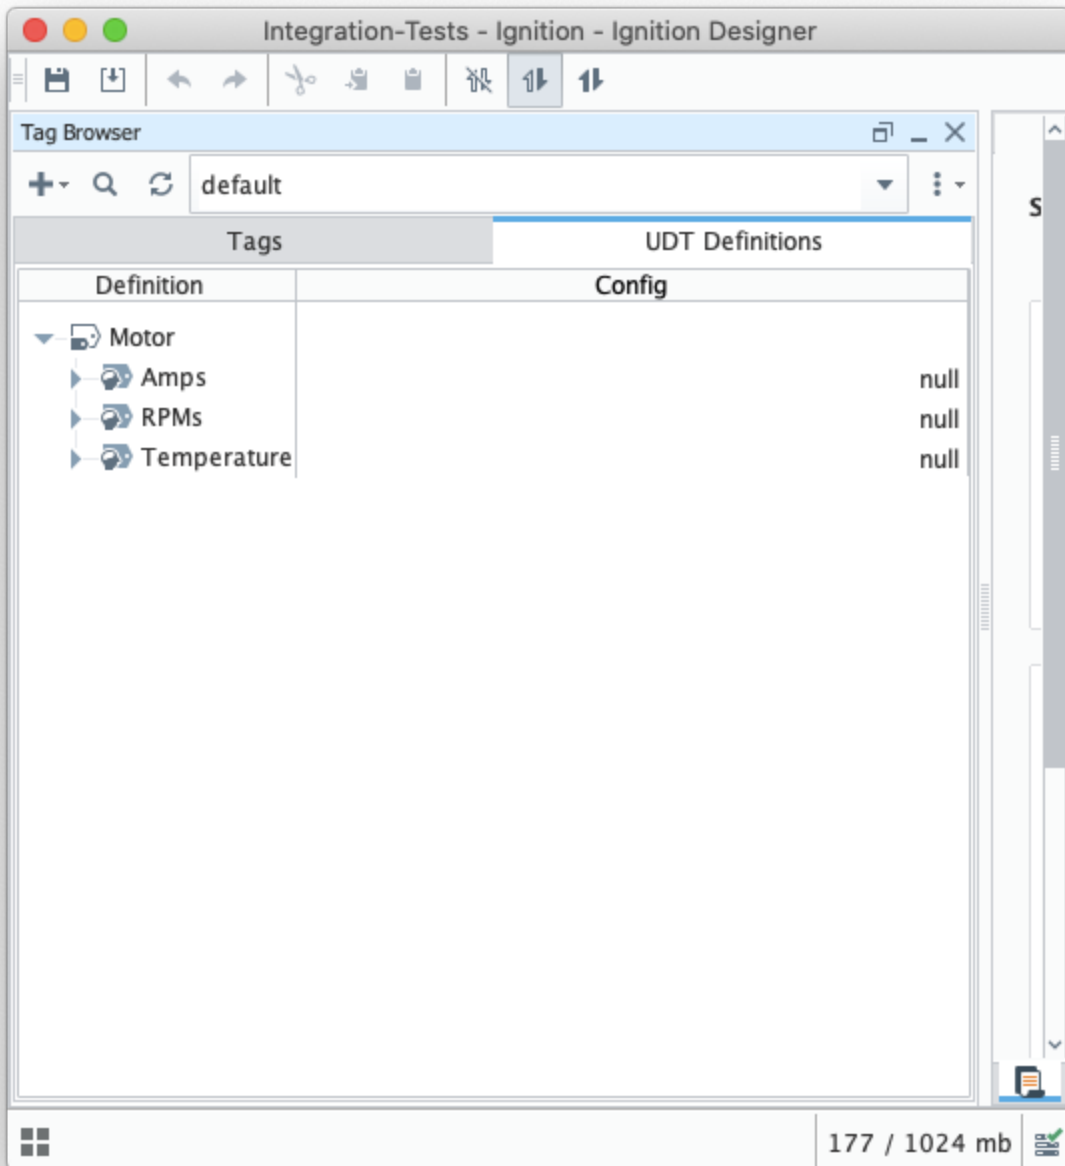 Integration-Tests - Ignition - Ignition Designer
Tag Browser
default
Tags UDT Definitions
S
Definition Config
Motor
Amps null
RPMs null
Temperature null
177 / 1024 mb